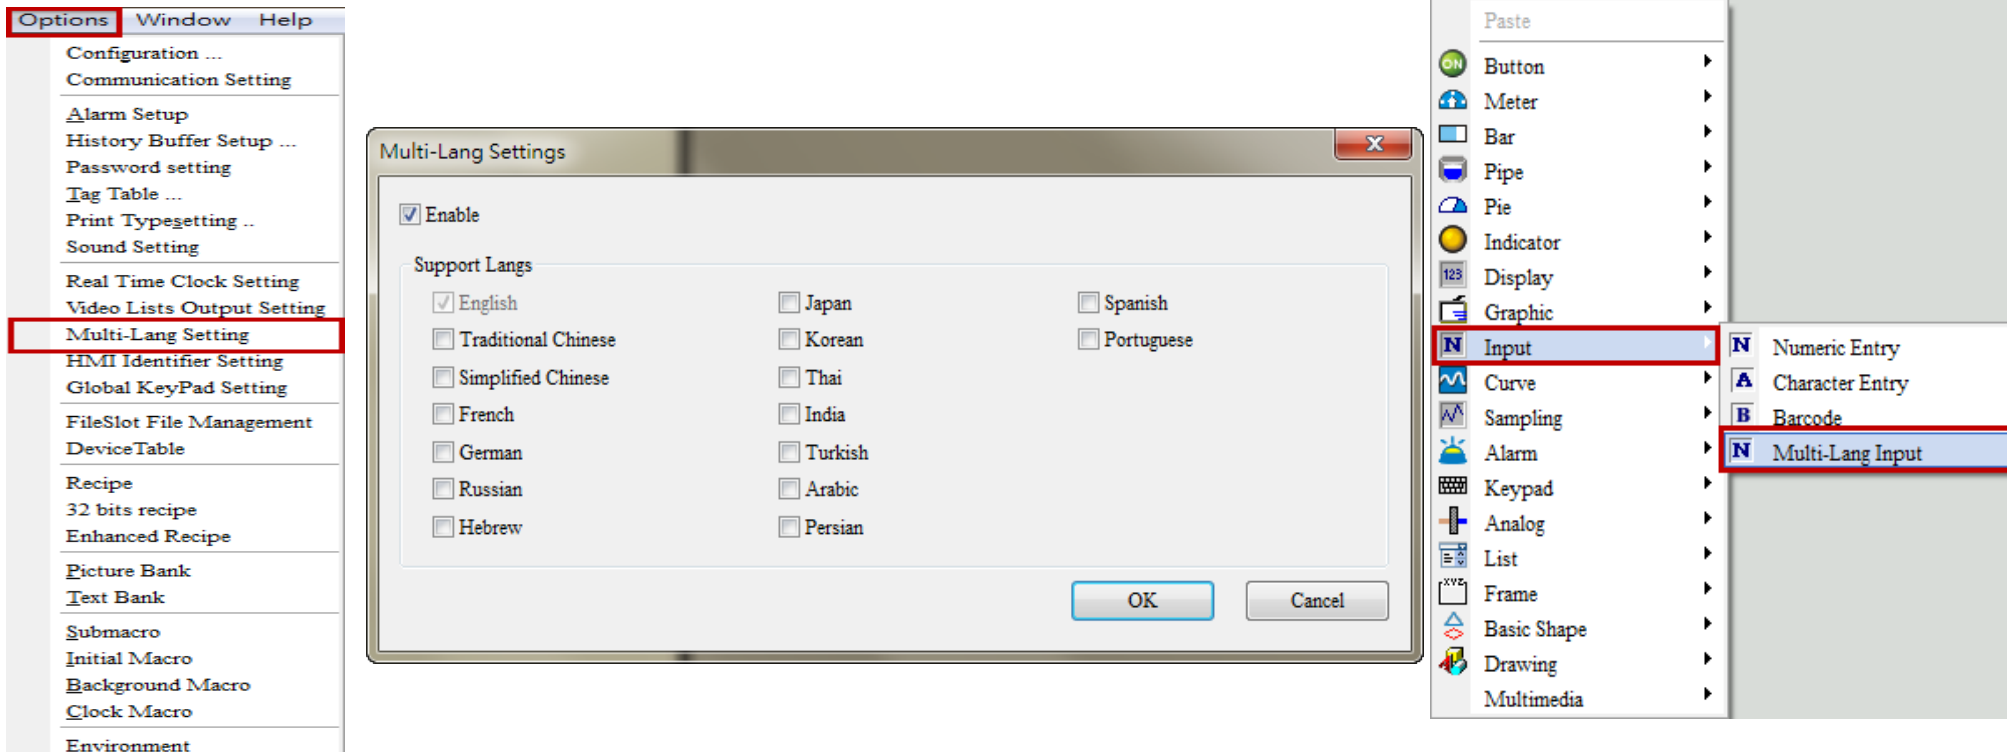 Options Window Help
Configuration ...
Communication Setting
Alarm Setup
History Buffer Setup ...
Password setting
Tag Table ...
Print Typesetting ..
Sound Setting
Real Time Clock Setting
Video Lists Output Setting
Multi-Lang Setting
HMI Identifier Setting
Global KeyPad Setting
FileSlot File Management
DeviceTable
Recipe
32 bits recipe
Enhanced Recipe
Picture Bank
Text Bank
Submacro
Initial Macro
Background Macro
Clock Macro
Environment
Multi-Lang Settings
Enable
Support Langs
English
Traditional Chinese
Simplified Chinese
French
German
Russian
Hebrew
Japan
Korean
Thai
India
Turkish
Arabic
Persian
Spanish
Portuguese
OK
Cancel
Paste
ON Button
Meter
Bar
Pipe
Pie
Indicator
123 Display
Graphic
N Input
Curve
Sampling
Alarm
Keypad
Analog
List
XYZ Frame
Basic Shape
Drawing
Multimedia
N Numeric Entry
A Character Entry
B Barcode
N Multi-Lang Input